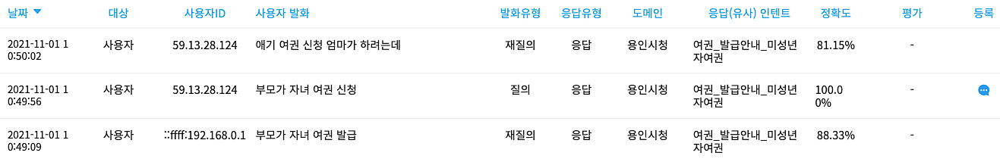 날짜 대상 사용자ID 사용자 발화 발화유형 응답유형 도메인 응답(유사) 인텐트 정확도 평가 등록
2021-11-01 1 사용자 59.13.28.124 애기 여권 신청 엄마가 하려는데 재질의 응답 용인시청 여권_발급안내_미성년 81.15% -
0:50:02 자여권
2021-11-01 1 사용자 59.13.28.124 부모가 자녀 여권 신청 질의 응답 용인시청 여권_발급안내_미성년 100.0 -
0:49:56 자여권 0%
2021-11-01 1 사용자 ::ffff:192.168.0.1 부모가 자녀 여권 발급 재질의 응답 용인시청 여권_발급안내_미성년 88.33% -
0:49:09 자여권